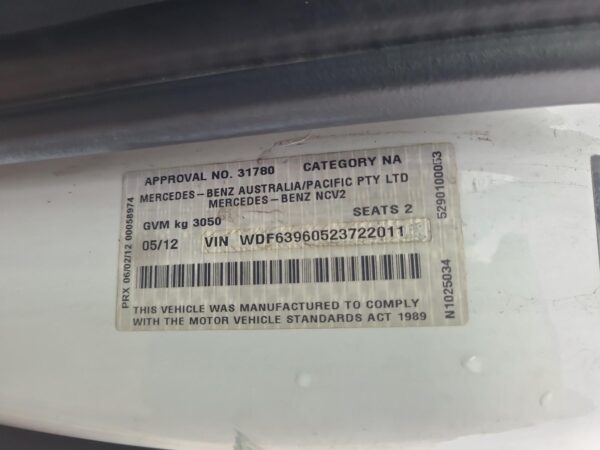 APPROVAL NO. 31780 CATEGORY NA
MERCEDES-BENZ AUSTRALIA/PACIFIC PTY LTD
MERCEDES-BENZ NCV2
GVM kg 3050 SEATS 2
05/12 VIN WDF63960523722011
THIS VEHICLE WAS MANUFACTURED TO COMPLY
WITH THE MOTOR VEHICLE STANDARDS ACT 1989
PRX 06/02/12 00058974
5290100053
N1025034